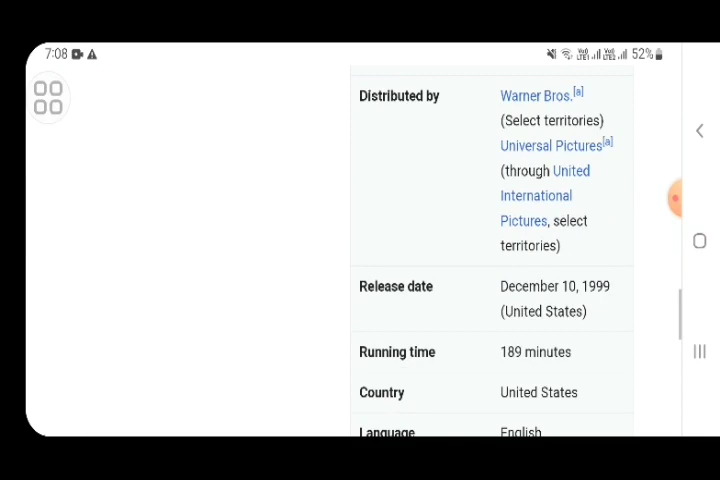 7:08
52%
Distributed by
Warner Bros.[a]
(Select territories)
Universal Pictures[a]
(through United
International
Pictures, select
territories)
Release date
December 10, 1999
(United States)
Running time
189 minutes
Country
United States
Language
English